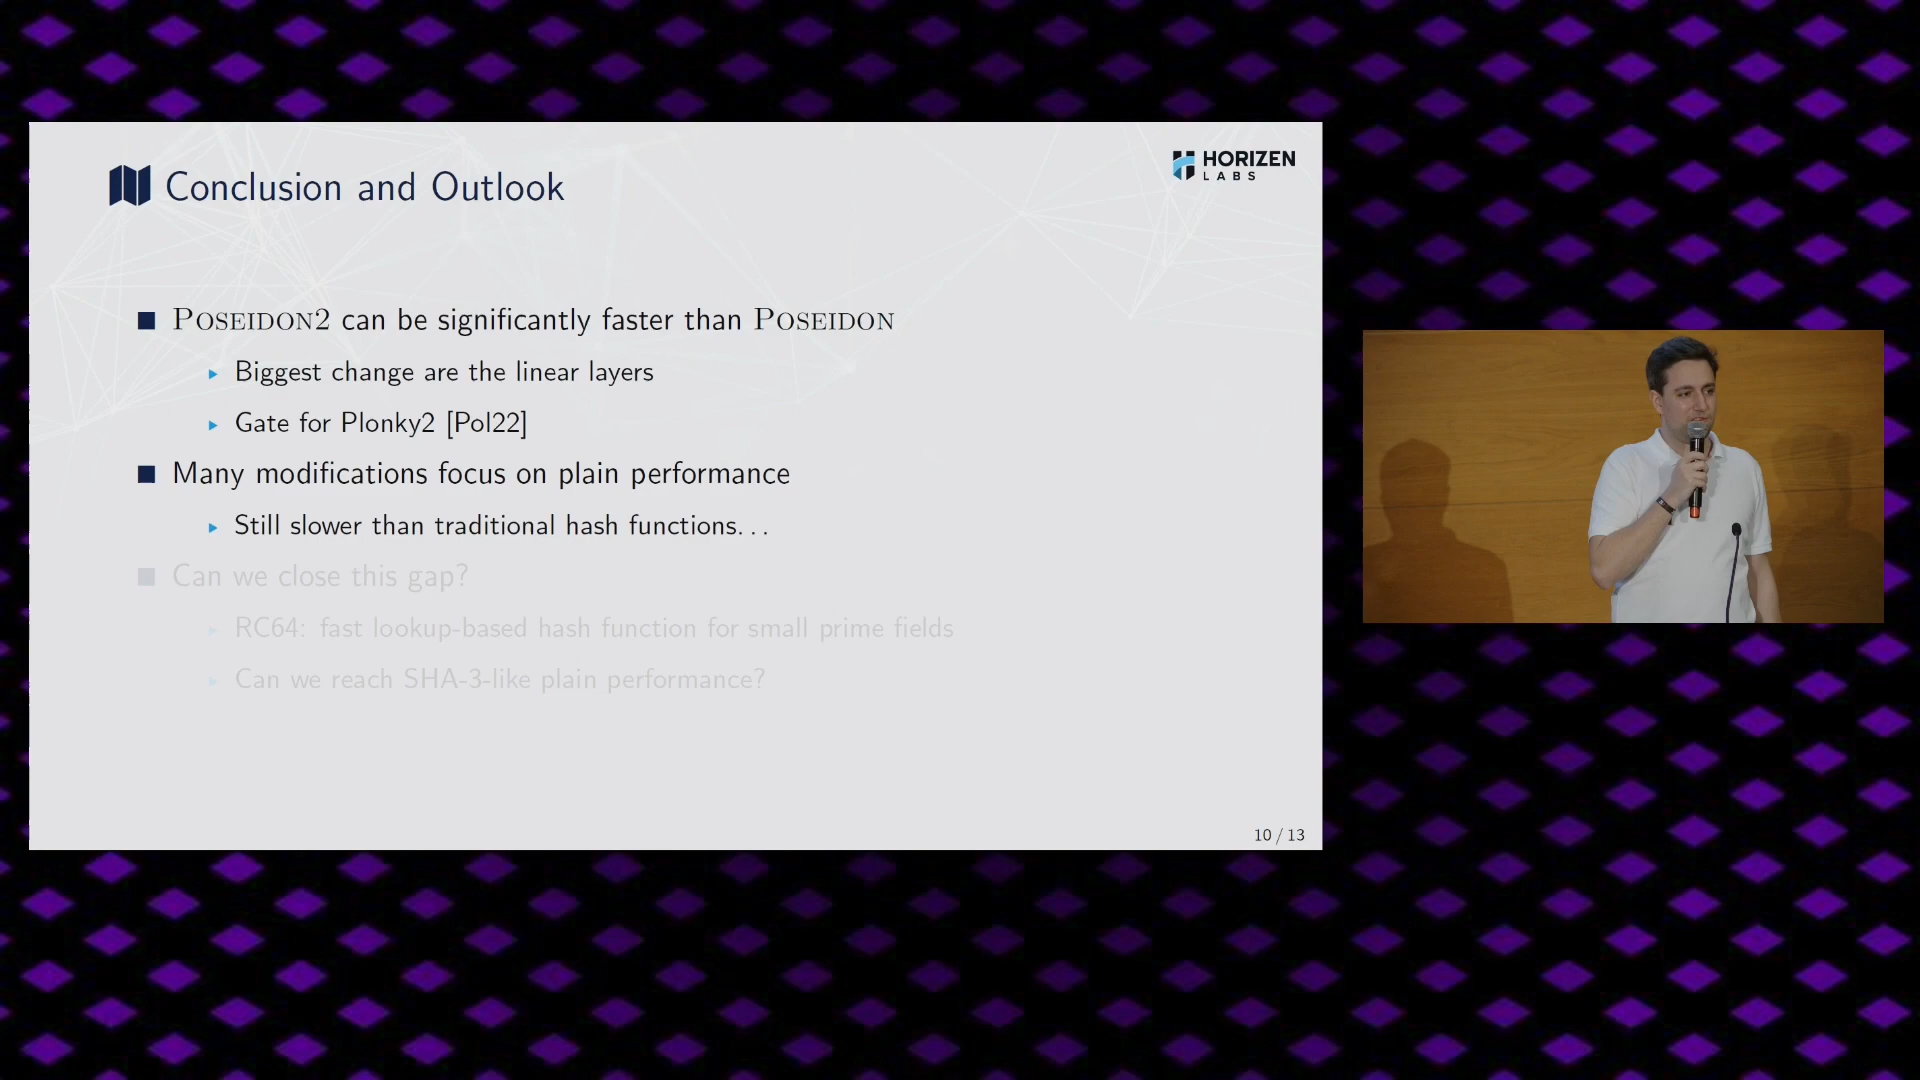 Conclusion and Outlook
HORIZEN
LABS
POSEIDON2 can be significantly faster than POSEIDON
Biggest change are the linear layers
Gate for Plonky2 [Pol22]
Many modifications focus on plain performance
Still slower than traditional hash functions...
Can we close this gap?
RC64: fast lookup-based hash function for small prime fields
Can we reach SHA-3-like plain performance?
10 / 13